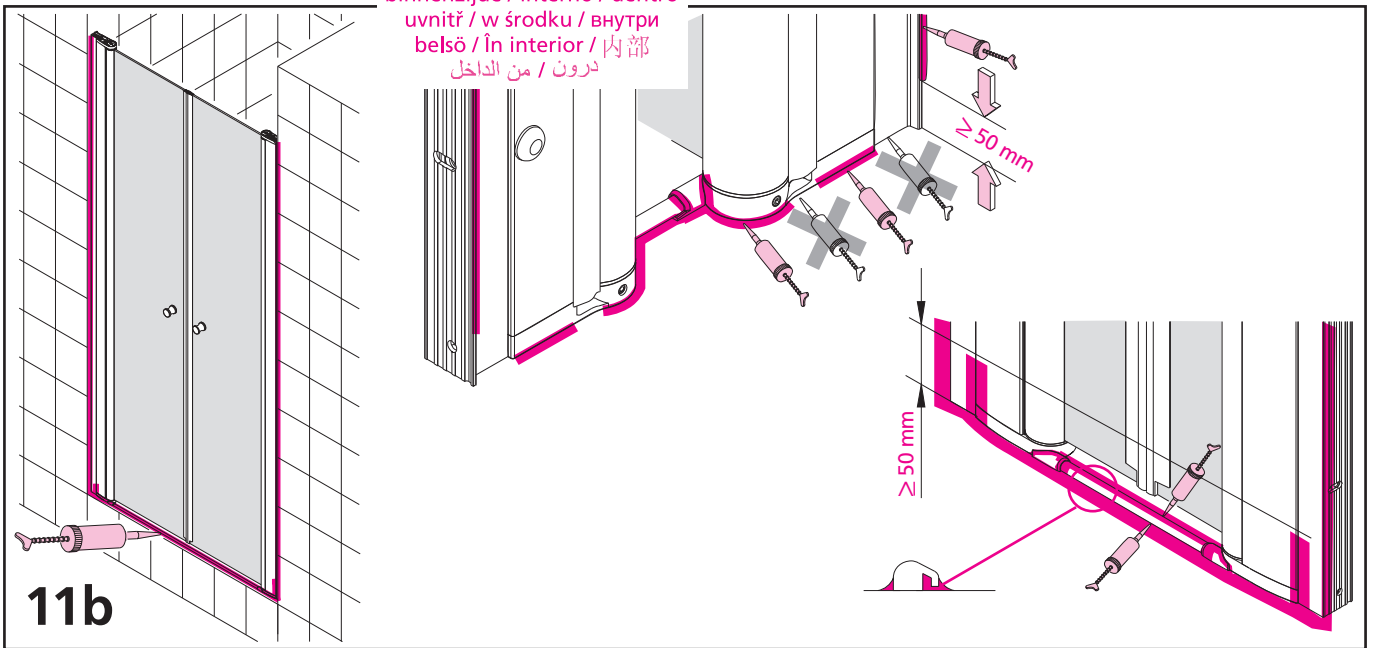 uvnitř / w środku / внутри
belsö / În interior / 内部
درون / من الداخل
≥ 50 mm
≥ 50 mm
11b